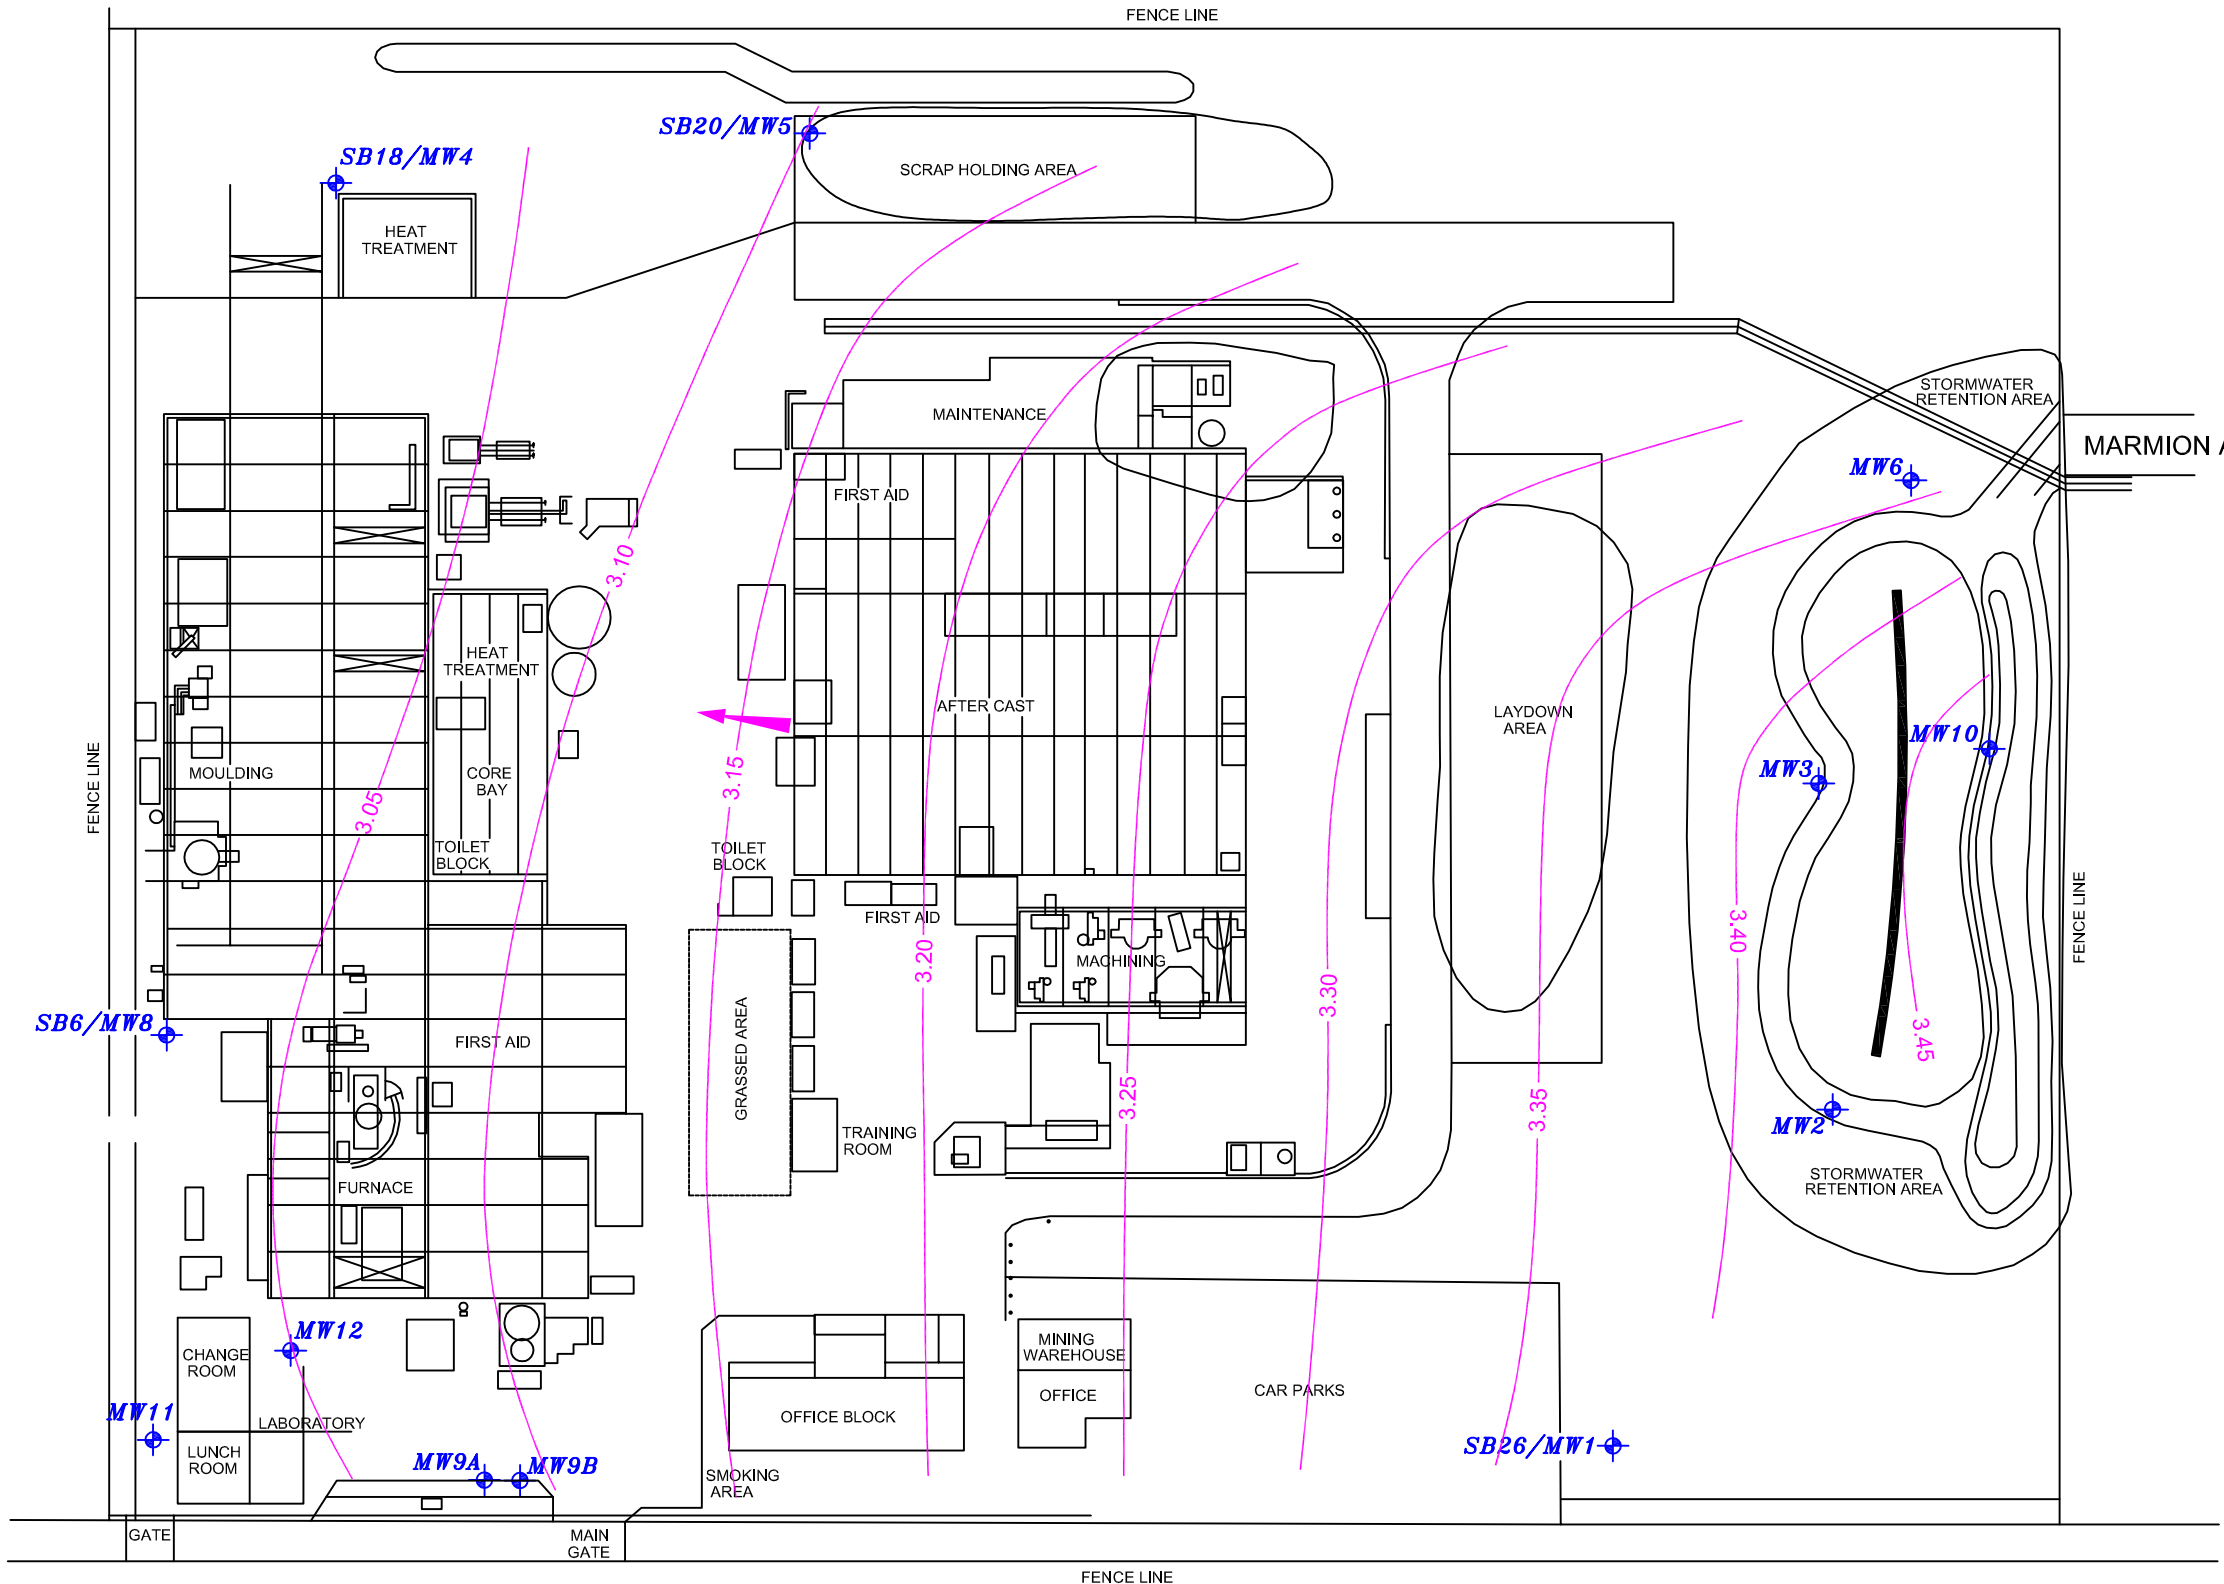 FENCE LINE
SB20/MW5
SB18/MW4
SCRAP HOLDING AREA
HEAT
TREATMENT
STORMWATER
RETENTION AREA
MAINTENANCE
MARMION A
MW6
FIRST AID
3.10
HEAT
TREATMENT
AFTER CAST
LAYDOWN
AREA
MW10
MW3
MOULDING
CORE
BAY
3.15
3.05
FENCE LINE
TOILET
BLOCK
TOILET
BLOCK
FIRST AID
3.40
FENCE LINE
3.20
MACHINING
3.30
SB6/MW8
FIRST AID
3.45
GRASSED AREA
3.25
3.35
MW2
TRAINING
ROOM
STORMWATER
RETENTION AREA
FURNACE
MW12
CHANGE
ROOM
MINING
WAREHOUSE
OFFICE
CAR PARKS
MW11
LABORATORY
OFFICE BLOCK
LUNCH
ROOM
SB26/MW1
MW9A
MW9B
SMOKING
AREA
GATE
MAIN
GATE
FENCE LINE